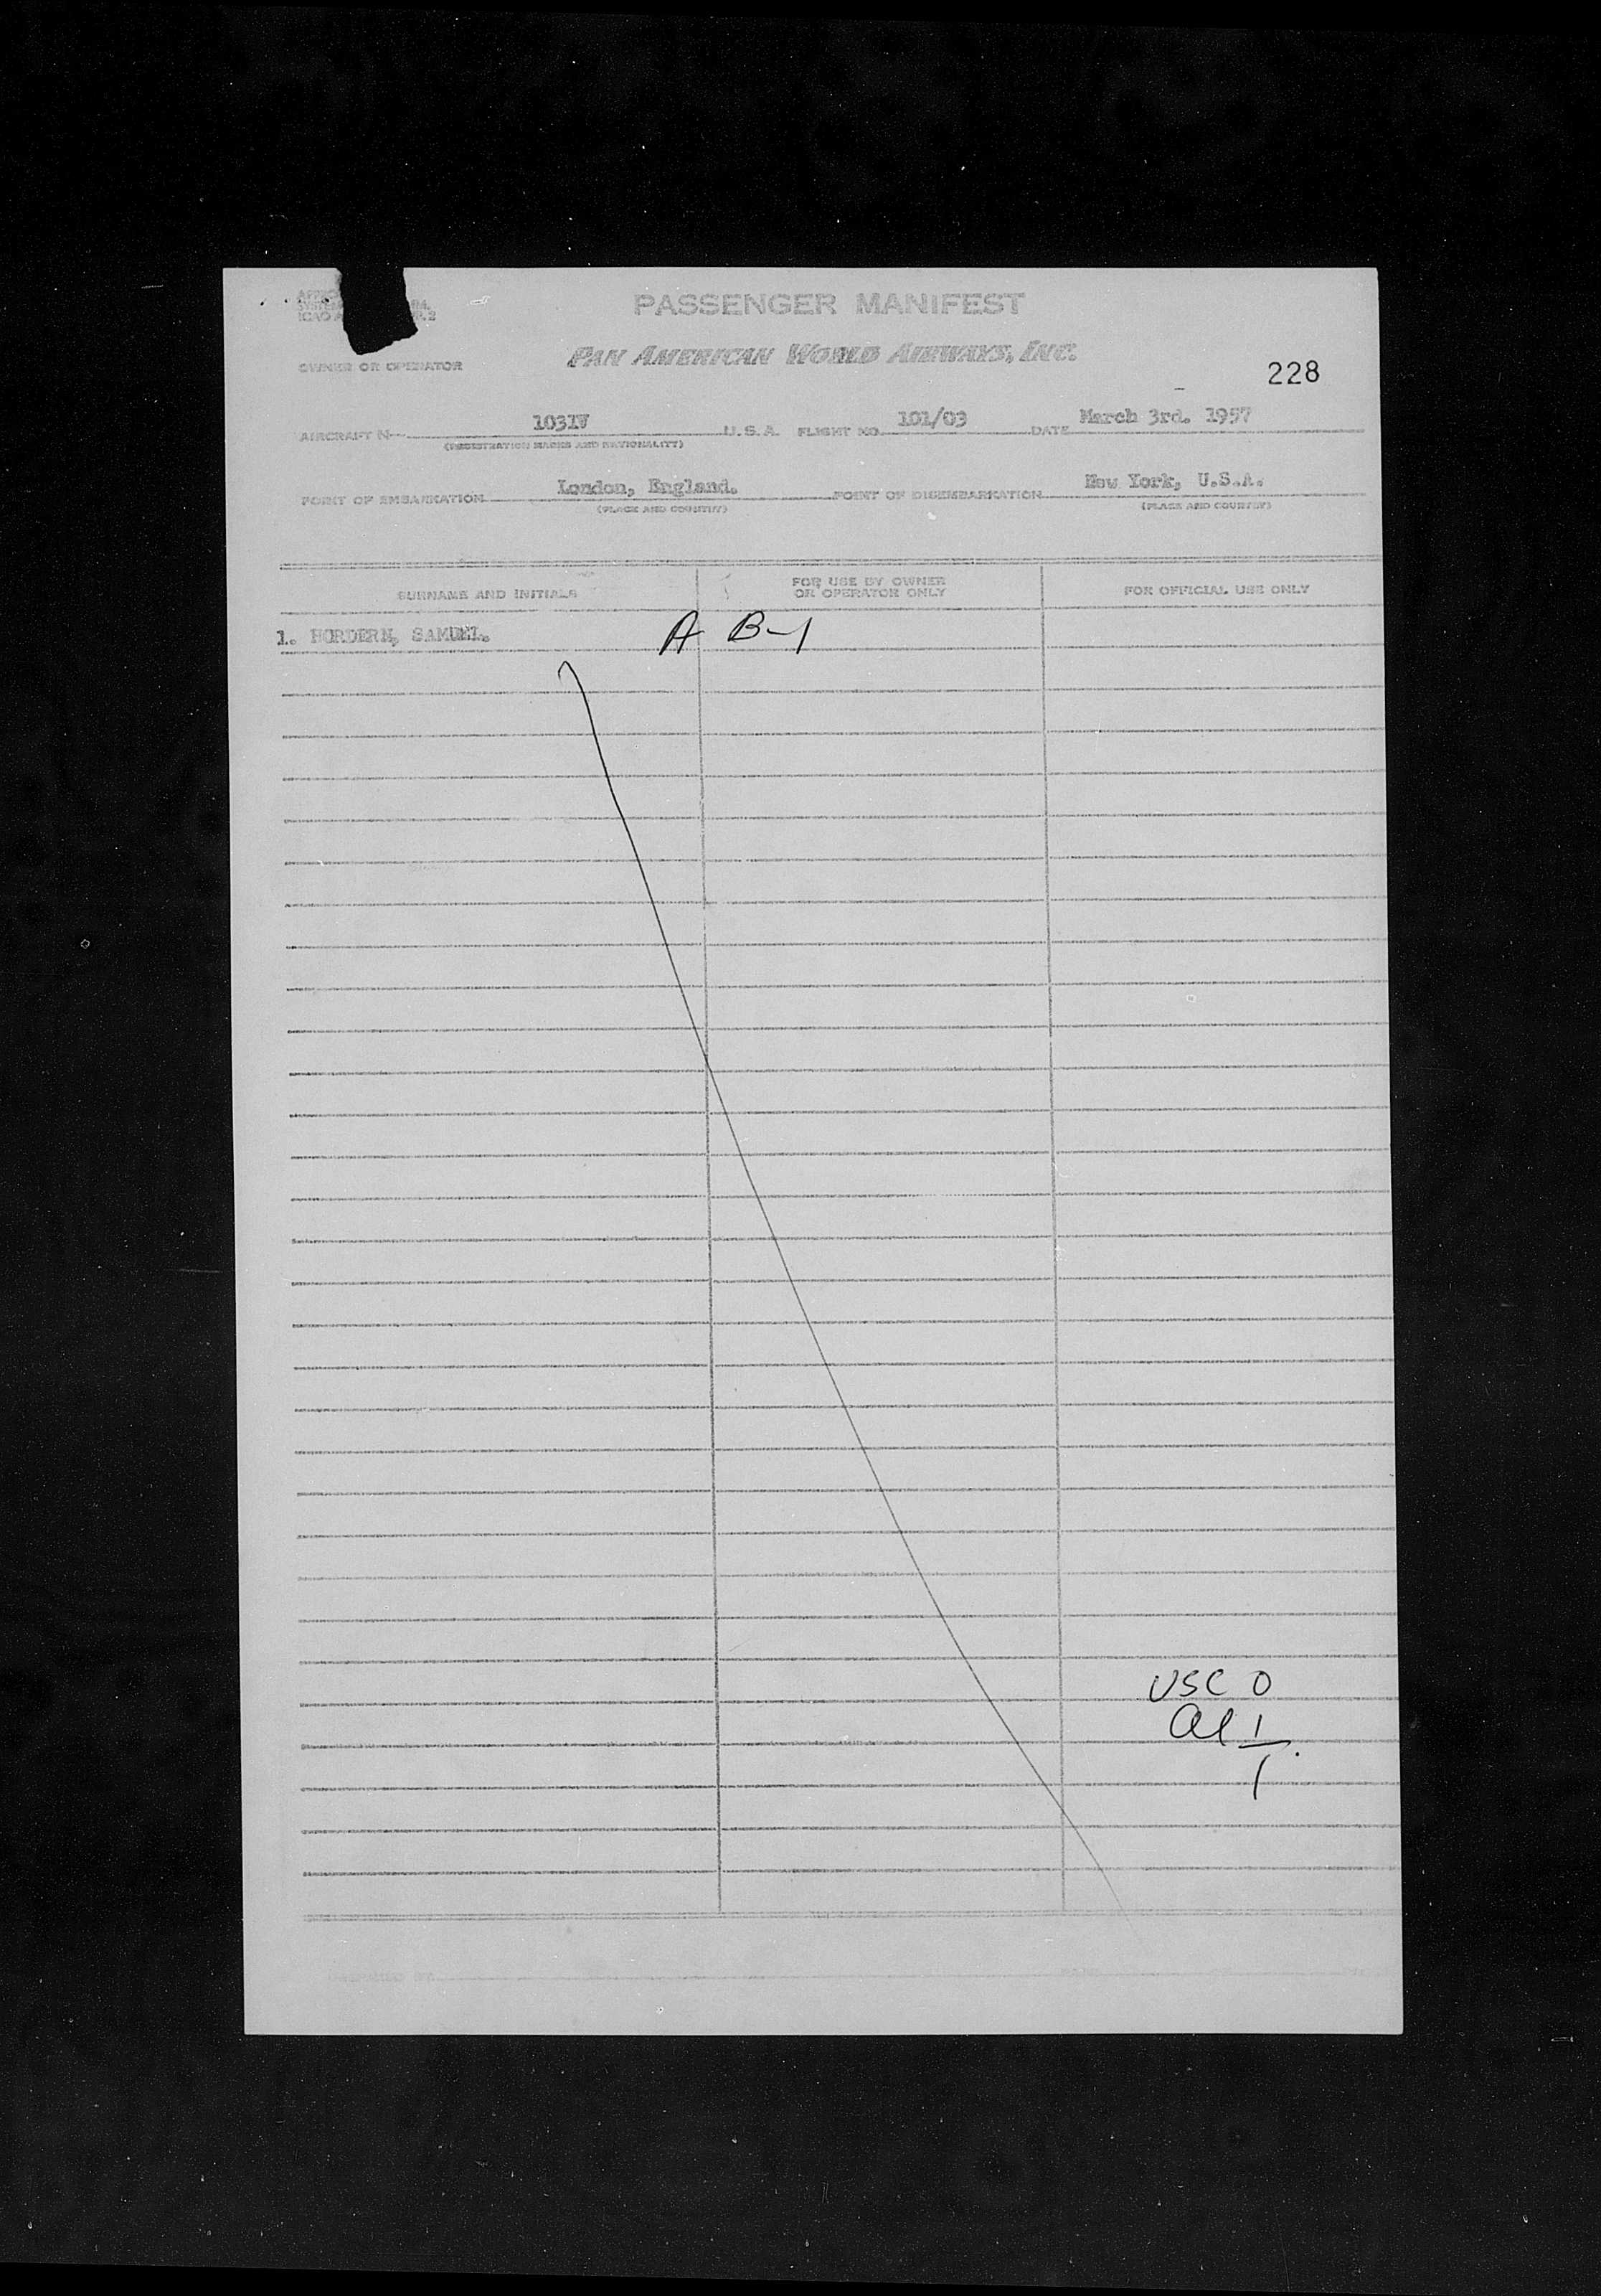 PASSENGER MANIFEST
ICAO A
OWNER OR OPERATOR PAN AMERICAN WORLD AIRWAYS, INC.
228
AIRCRAFT N 1031V U.S.A. FLIGHT NO. 101/03 DATE March 3rd. 1957
(REGISTRATION MARKS AND NATIONALITY)
POINT OF EMBARKATION London, England. POINT OF DISEMBARKATION New York, U.S.A.
(PLACE AND COUNTRY) (PLACE AND COUNTRY)
SURNAME AND INITIALS FOR USE BY OWNER OR OPERATOR ONLY FOR OFFICIAL USE ONLY
1. HORDERN, SAMUEL. A B-1
USC 0
al 1
1
PREPARED BY